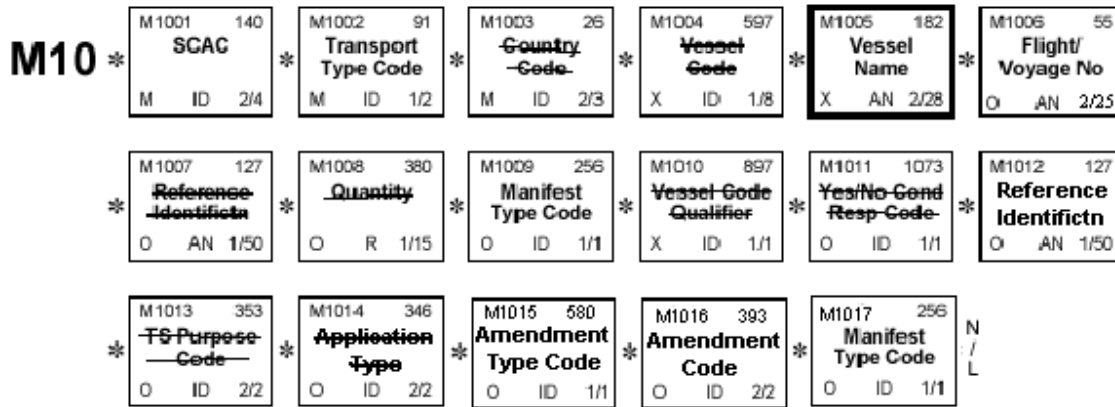 M10 *
M1001 140
SCAC
M ID 2/4
*
M1002 91
Transport
Type Code
M ID 1/2
*
M1003 26
Country
Code
M ID 2/3
*
M1004 597
Vessel
Code
X ID 1/8
*
M1005 182
Vessel
Name
X AN 2/28
*
M1006 55
Flight/
Voyage No
O AN 2/25
*
M1007 127
Reference
Identifictn
O AN 1/50
*
M1008 380
Quantity
O R 1/15
*
M1009 256
Manifest
Type Code
O ID 1/1
*
M1010 897
Vessel Code
Qualifier
X ID 1/1
*
M1011 1073
Yes/No Cond
Resp Code
O ID 1/1
*
M1012 127
Reference
Identifictn
O AN 1/50
*
M1013 353
TS Purpose
Code
O ID 2/2
*
M1014 346
Application
Type
O ID 2/2
*
M1015 580
Amendment
Type Code
O ID 1/1
*
M1016 393
Amendment
Code
O ID 2/2
*
M1017 256
Manifest
Type Code
O ID 1/1
N
/
L